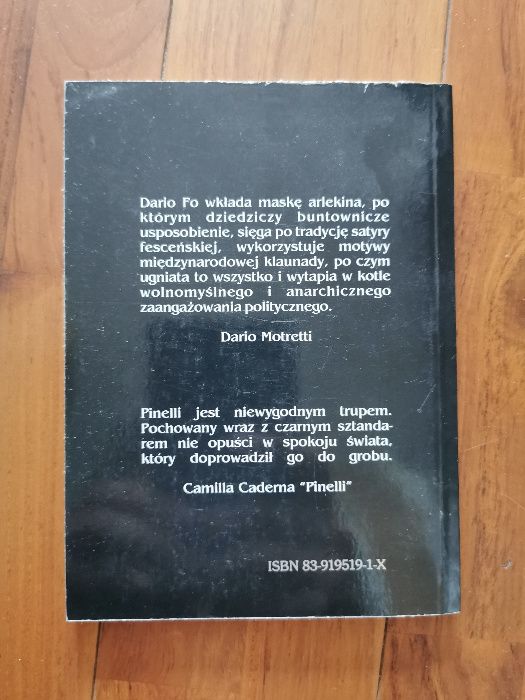 Dario Fo wkłada maskę arlekina, po
którym dziedziczy buntownicze
usposobienie, sięga po tradycję satyry
fesceńskiej, wykorzystuje motywy
międzynarodowej klaunady, po czym
ugniata to wszystko i wytapia w kotle
wolnomyślnego i anarchicznego
zaangażowania politycznego.
Dario Motretti
Pinelli jest niewygodnym trupem.
Pochowany wraz z czarnym sztanda-
rem nie opuści w spokoju świata,
który doprowadził go do grobu.
Camilla Caderna "Pinelli"
ISBN 83-919519-1-X